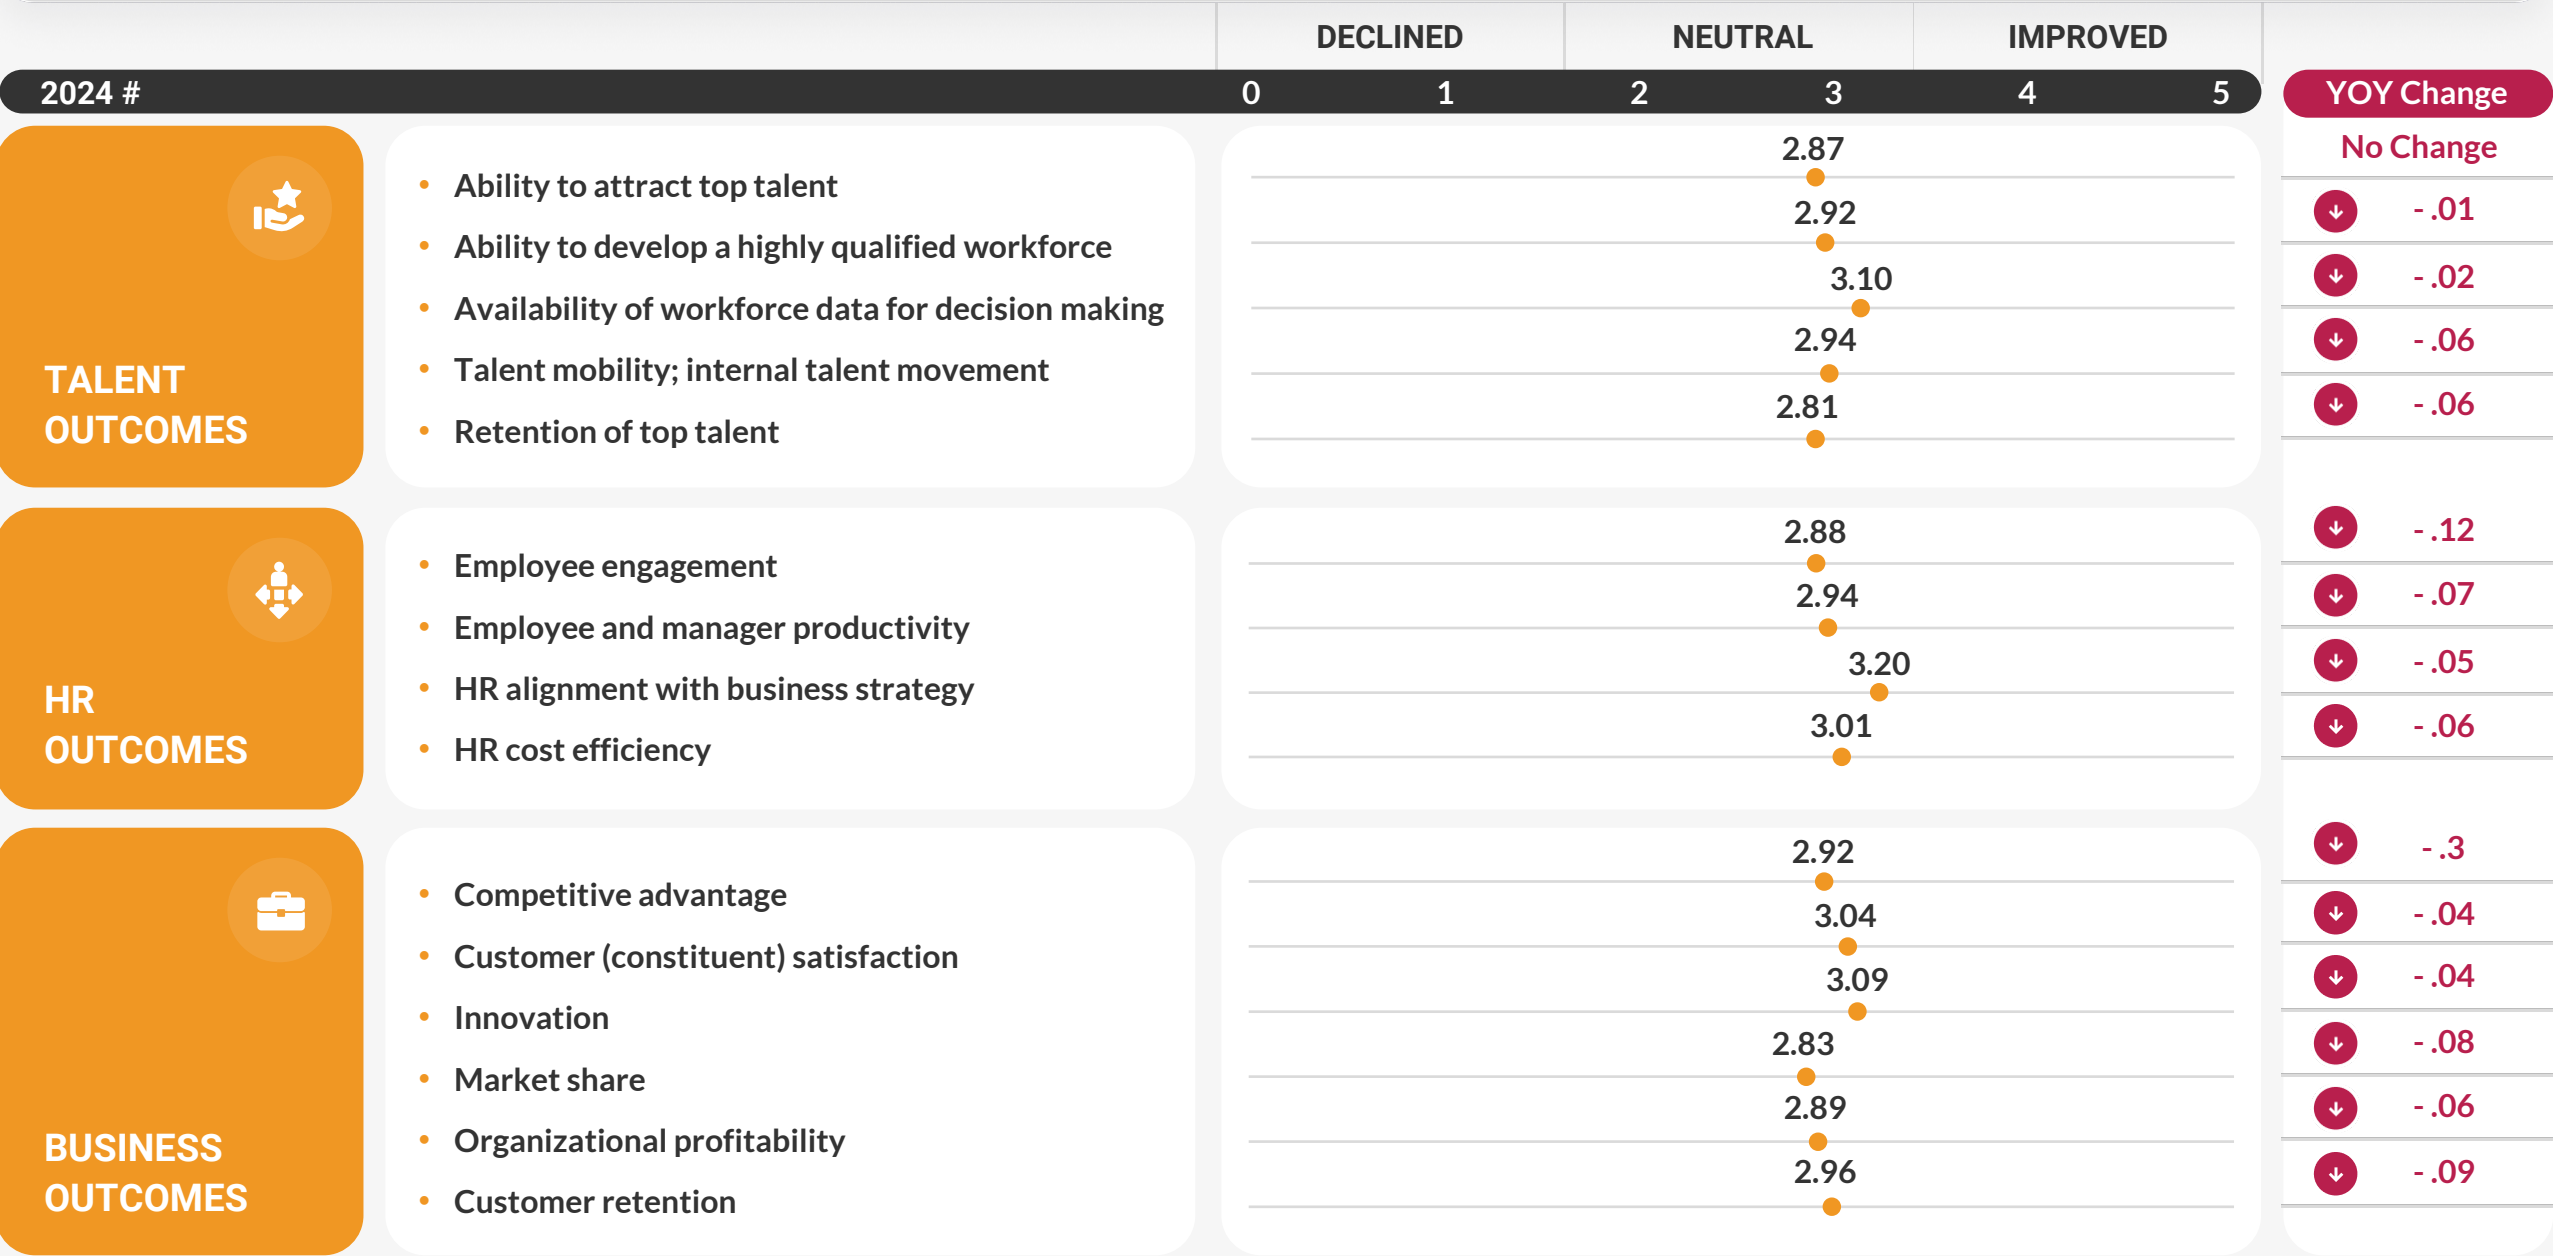 DECLINED NEUTRAL IMPROVED
2024 # 0 1 2 3 4 5 YOY Change
TALENT
OUTCOMES
• Ability to attract top talent 2.87 No Change
• Ability to develop a highly qualified workforce 2.92 - .01
• Availability of workforce data for decision making 3.10 - .02
• Talent mobility; internal talent movement 2.94 - .06
• Retention of top talent 2.81 - .06
HR
OUTCOMES
• Employee engagement 2.88 - .12
• Employee and manager productivity 2.94 - .07
• HR alignment with business strategy 3.20 - .05
• HR cost efficiency 3.01 - .06
BUSINESS
OUTCOMES
• Competitive advantage 2.92 - .3
• Customer (constituent) satisfaction 3.04 - .04
• Innovation 3.09 - .04
• Market share 2.83 - .08
• Organizational profitability 2.89 - .06
• Customer retention 2.96 - .09